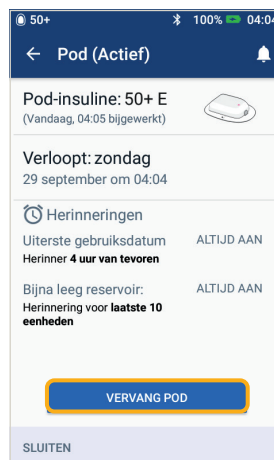 50+ 100% 04:04
Pod (Actief)
Pod-insuline: 50+ E
(Vandaag, 04:05 bijgewerkt)
Verloopt: zondag
29 september om 04:04
Herinneringen
Uiterste gebruiksdatum ALTIJD AAN
Herinner 4 uur van tevoren
Bijna leeg reservoir: ALTIJD AAN
Herinnering voor laatste 10
eenheden
VERVANG POD
SLUITEN